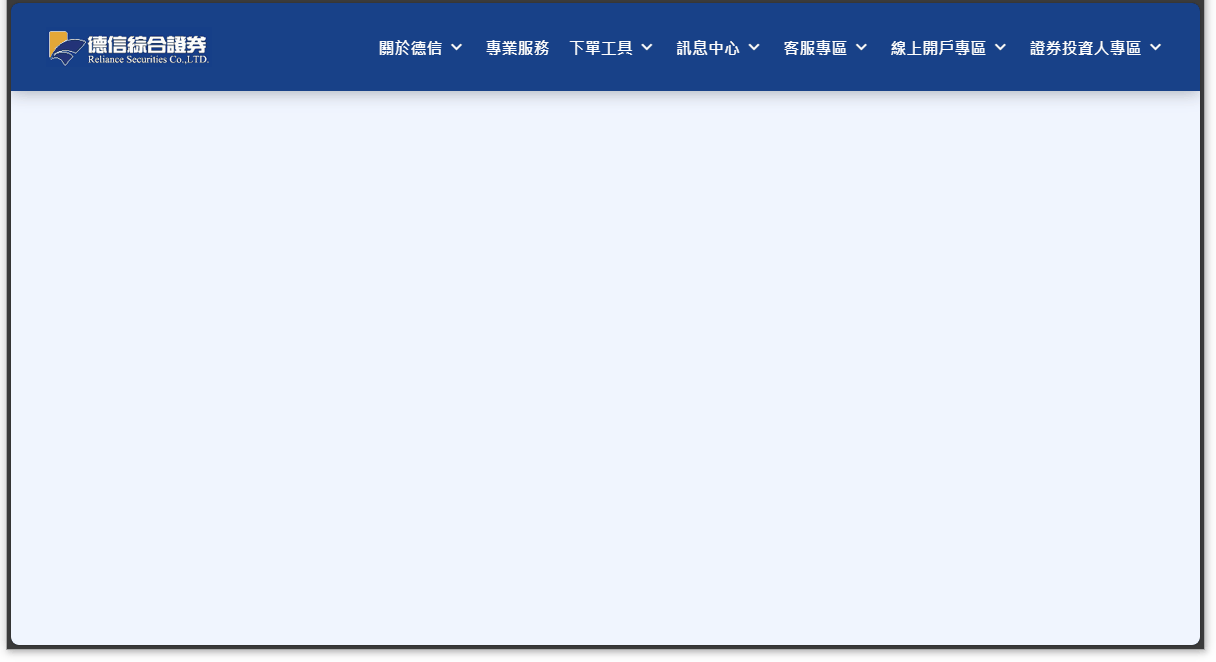 德信綜合證券
Reliance Securities Co.,LTD.
關於德信 專業服務 下單工具 訊息中心 客服專區 線上開戶專區 證券投資人專區